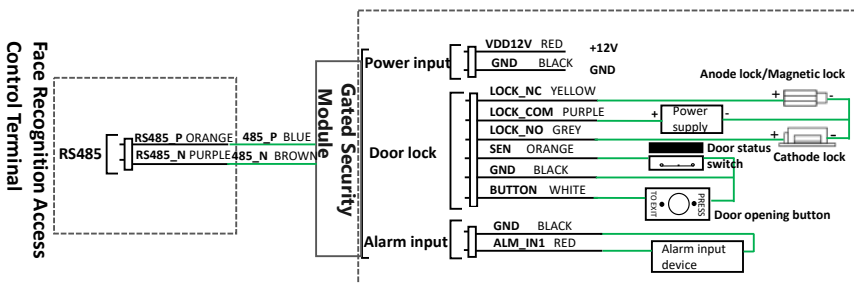 Face Recognition Access
Control Terminal
RS485
RS485_P ORANGE
RS485_N PURPLE
485_P BLUE
485_N BROWN
Gated Security
Module
Power input
VDD12V RED
+12V
GND BLACK
GND
Door lock
LOCK_NC YELLOW
LOCK_COM PURPLE
LOCK_NO GREY
SEN ORANGE
GND BLACK
BUTTON WHITE
Anode lock/Magnetic lock
+ -
+ Power
supply -
+ -
Cathode lock
Door status
switch
TO EXIT
PRESS
Door opening button
Alarm input
GND BLACK
ALM_IN1 RED
Alarm input
device